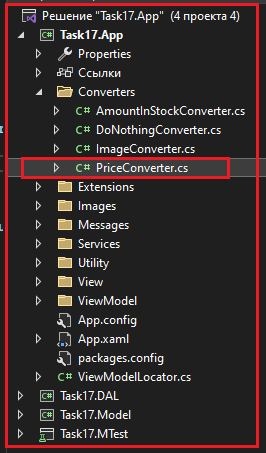 Решение "Task17.App" (4 проекта 4)
Task17.App
Properties
Ссылки
Converters
C# AmountInStockConverter.cs
C# DoNothingConverter.cs
C# ImageConverter.cs
C# PriceConverter.cs
Extensions
Images
Messages
Services
Utility
View
ViewModel
App.config
App.xaml
packages.config
C# ViewModelLocator.cs
C# Task17.DAL
C# Task17.Model
Task17.MTest